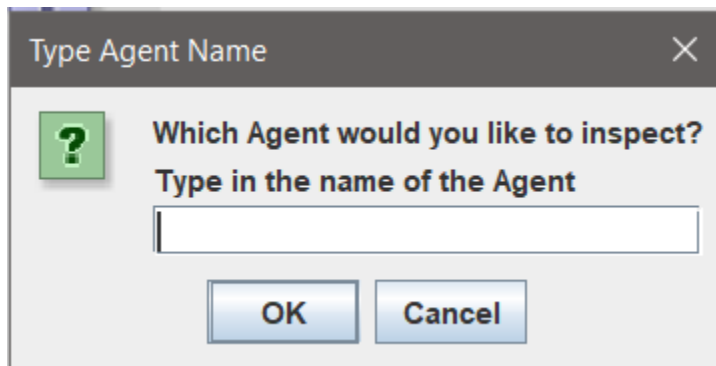 Type Agent Name
Which Agent would you like to inspect?
Type in the name of the Agent
OK
Cancel